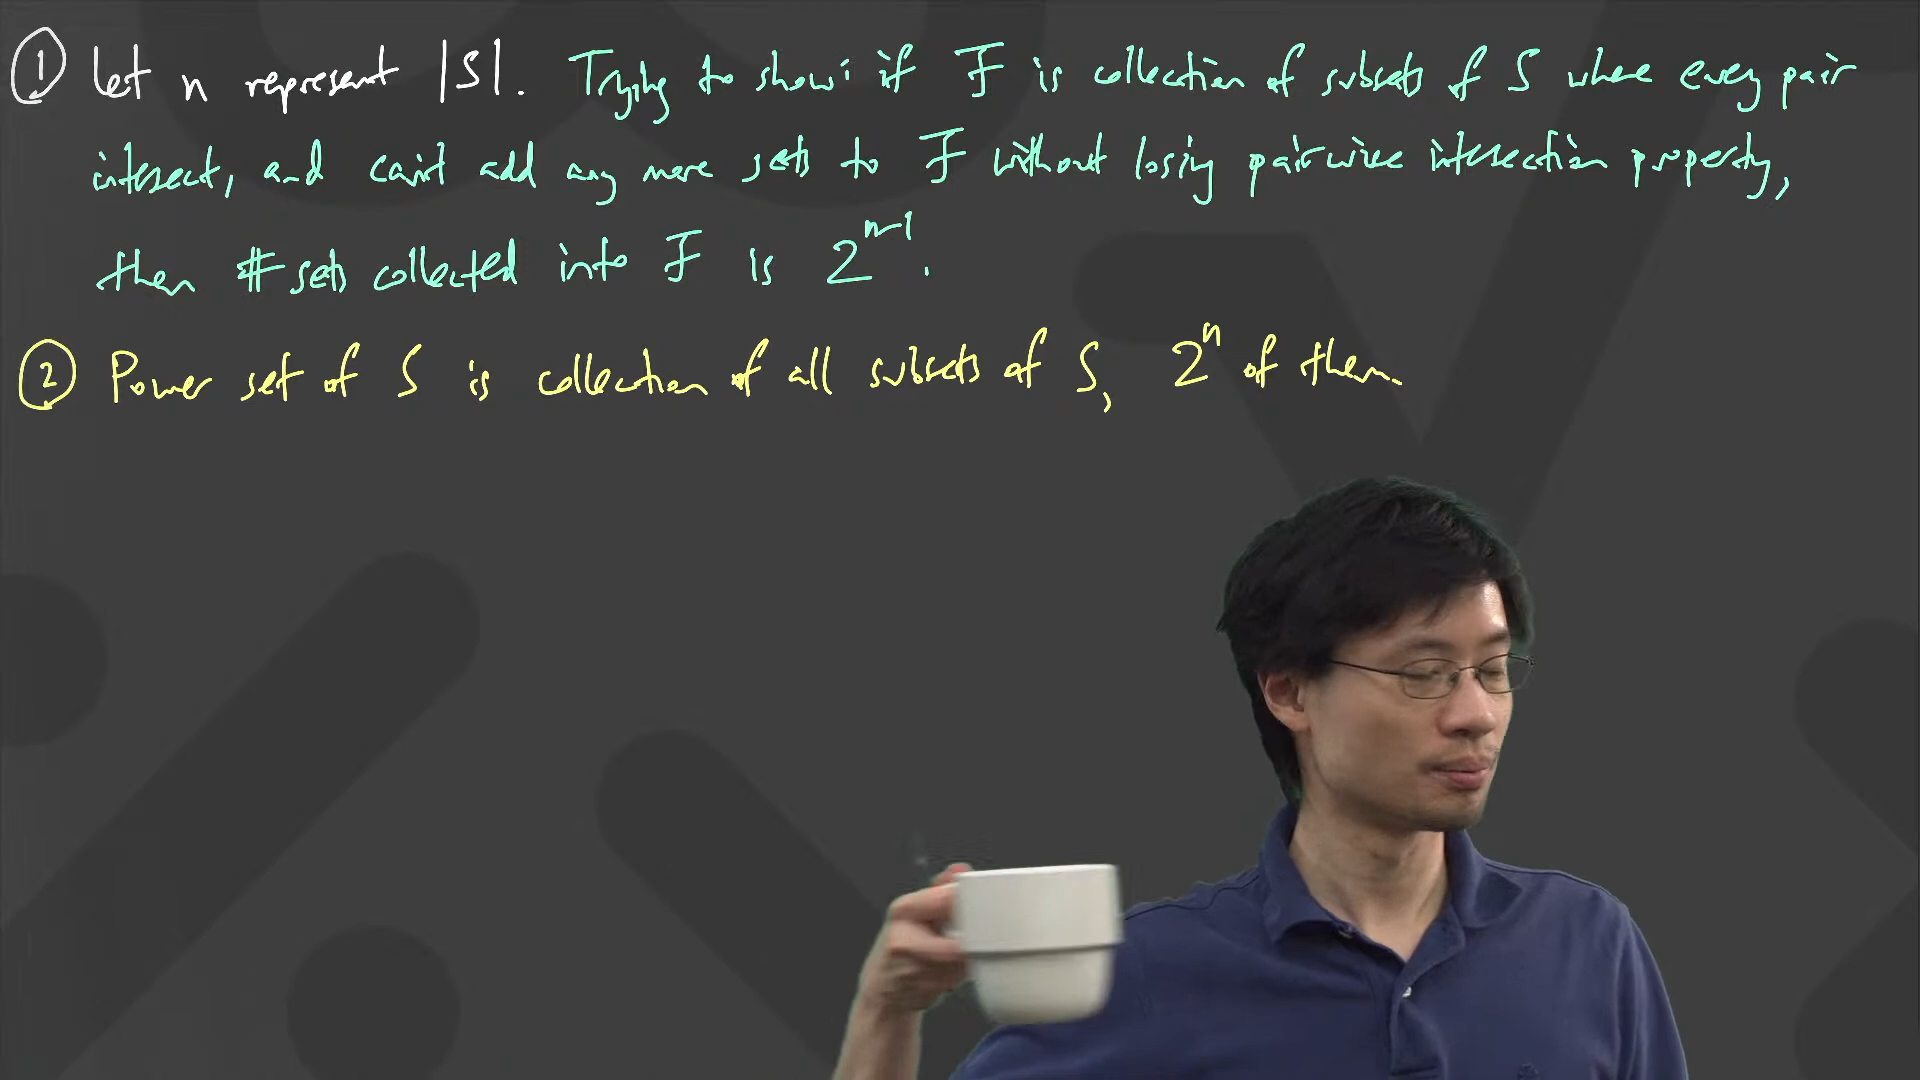 ① Let n represent |S|. Trying to show: if F is collection of subsets of S where every pair
intersect, and can't add any more sets to F without losing pairwise intersection property,
then # sets collected into F is 2^{n-1}.
② Power set of S is collection of all subsets of S, 2^n of them.